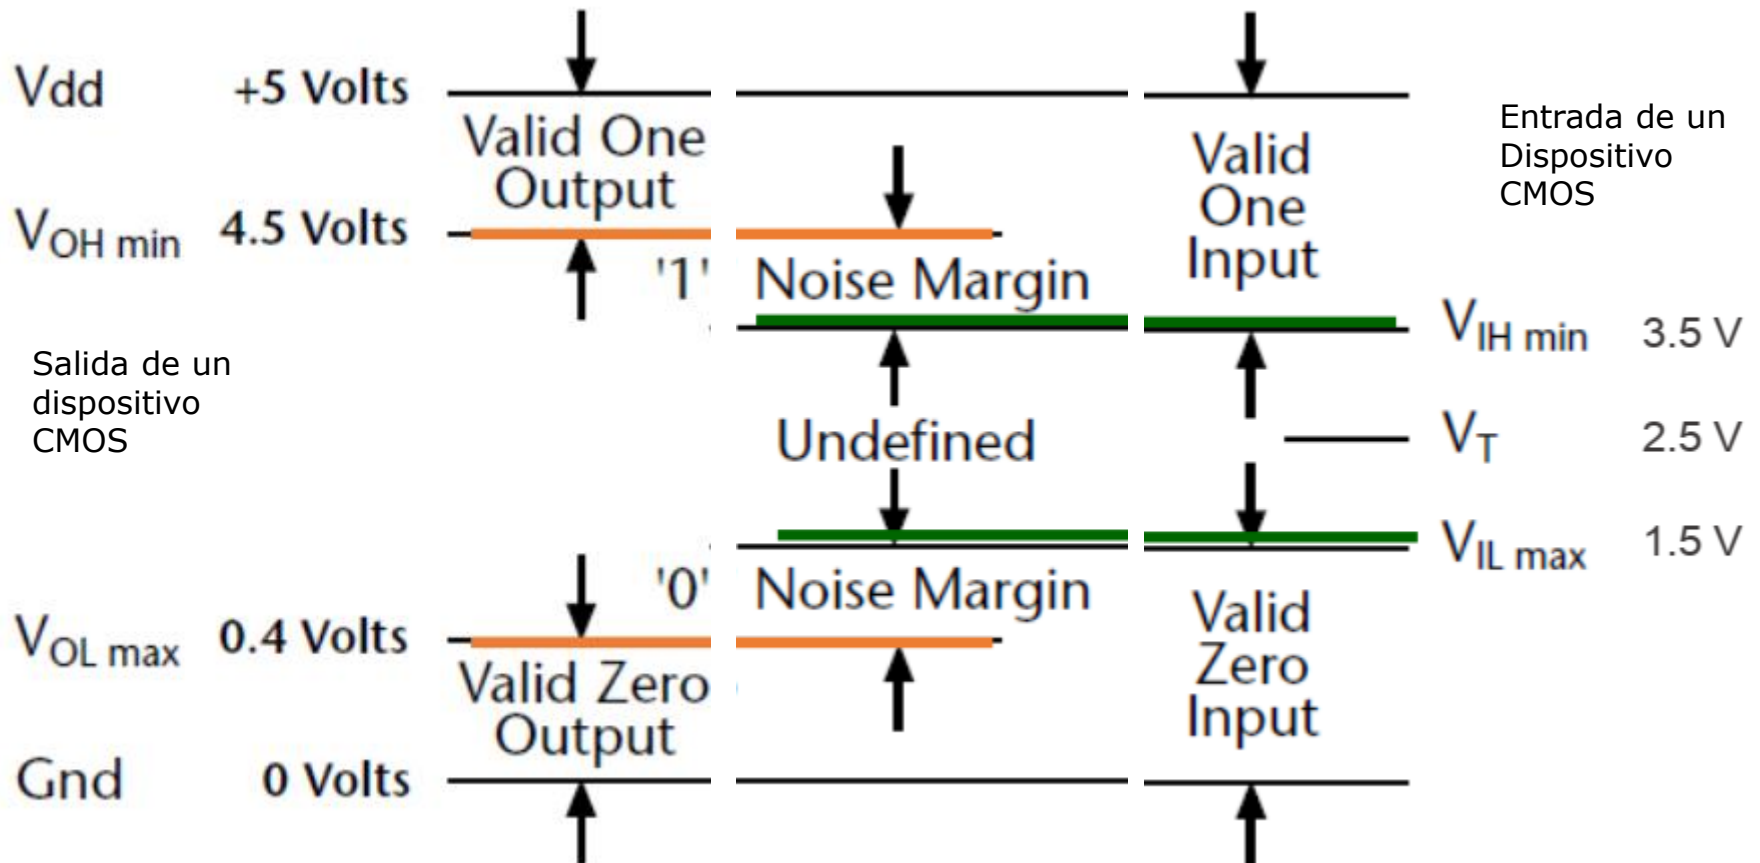 Vdd +5 Volts
Valid One
Output
Valid
One
Input
Entrada de un
Dispositivo
CMOS
VOH min 4.5 Volts
'1' Noise Margin
VIH min 3.5 V
Salida de un
dispositivo
CMOS
Undefined
VT 2.5 V
VIL max 1.5 V
'0' Noise Margin
VOL max 0.4 Volts
Valid Zero
Output
Valid
Zero
Input
Gnd 0 Volts